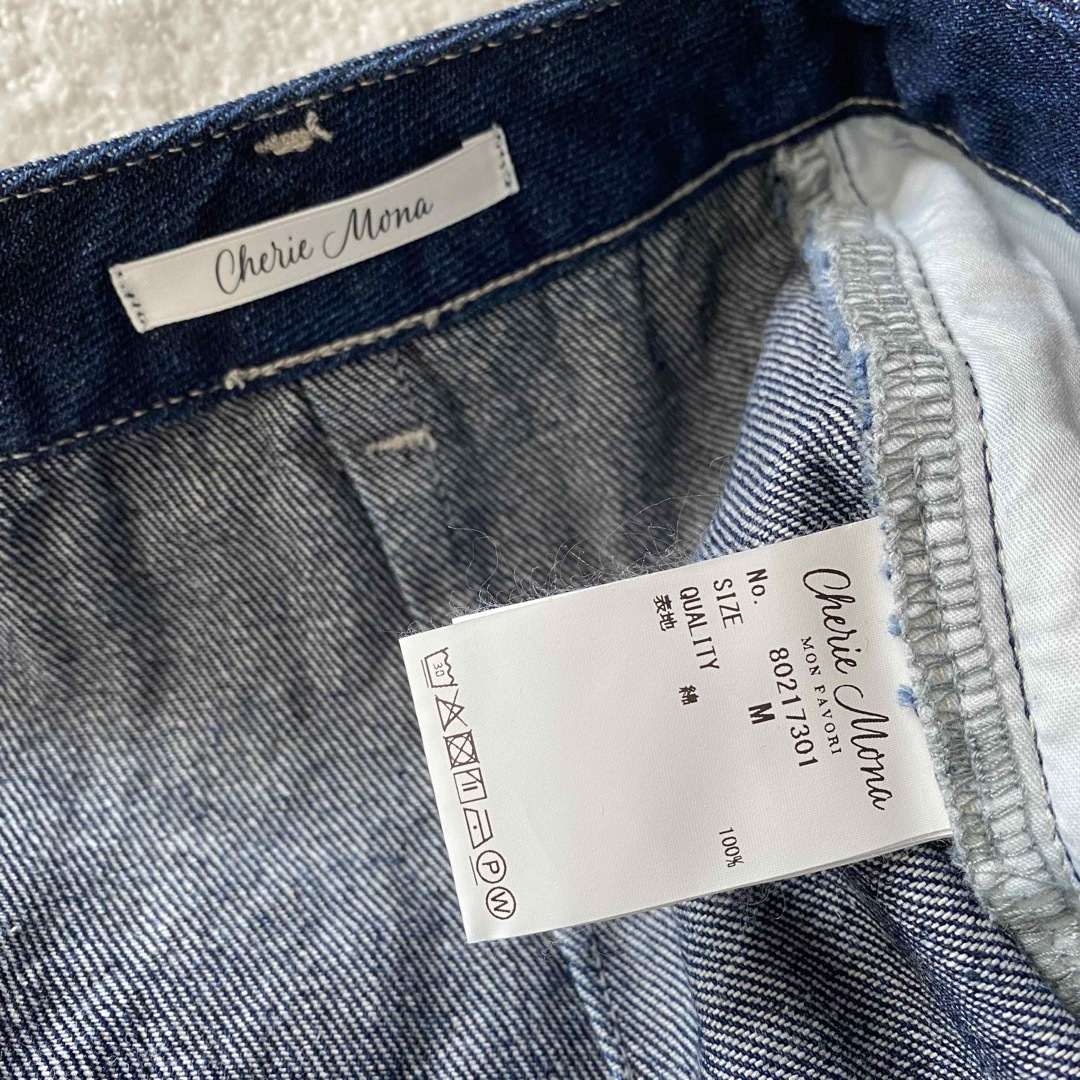 Cherie Mona
Cherie Mona
MON FAVORI
No. 80217301
SIZE M
QUALITY
表地 綿 100%
30
P
W